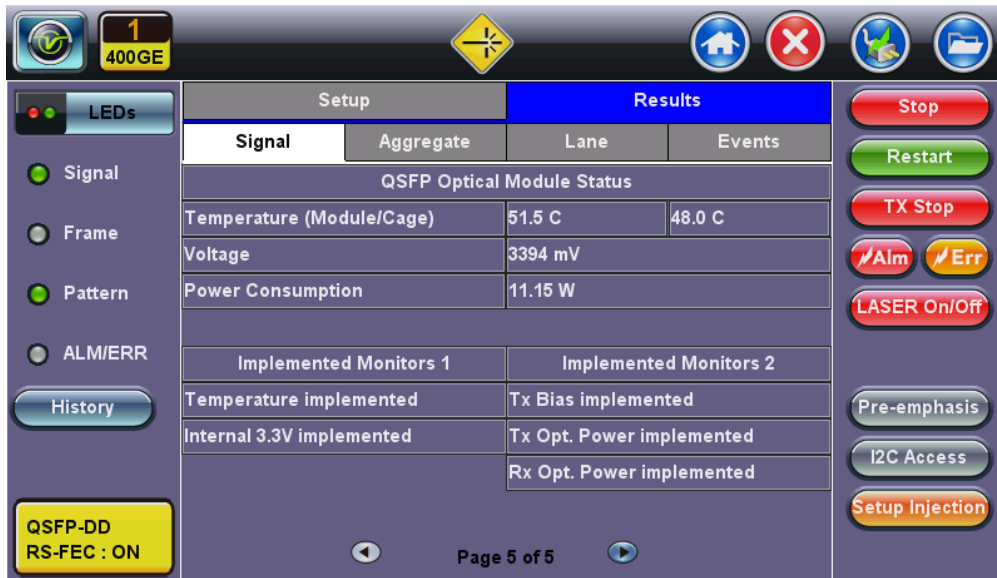 1
400GE
LEDs
Signal
Frame
Pattern
ALM/ERR
History
QSFP-DD
RS-FEC : ON
Setup Results
Signal Aggregate Lane Events
QSFP Optical Module Status
Temperature (Module/Cage) 51.5 C 48.0 C
Voltage 3394 mV
Power Consumption 11.15 W
Implemented Monitors 1 Implemented Monitors 2
Temperature implemented Tx Bias implemented
Internal 3.3V implemented Tx Opt. Power implemented
Rx Opt. Power implemented
Page 5 of 5
Stop
Restart
TX Stop
Alm Err
LASER On/Off
Pre-emphasis
I2C Access
Setup Injection